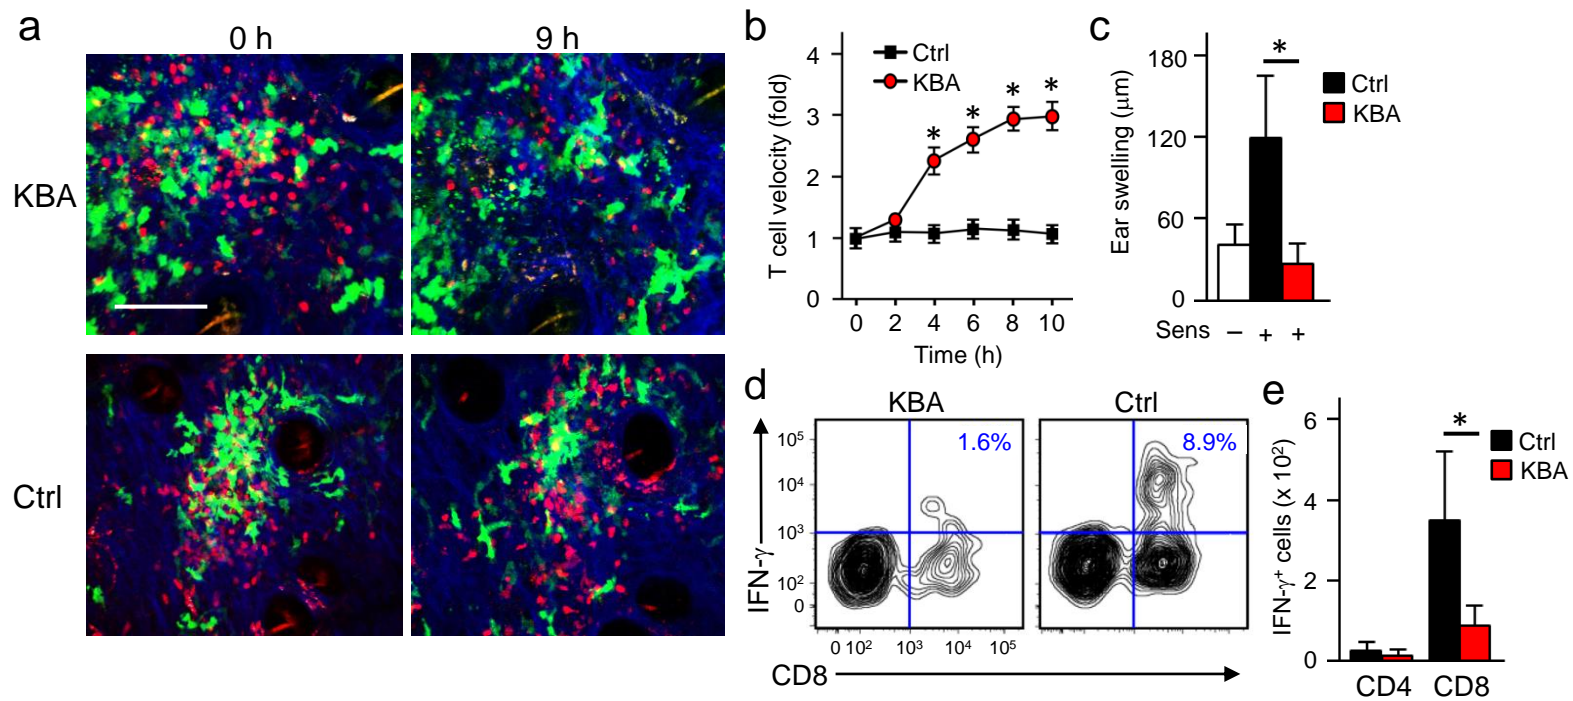 a
0 h
9 h
KBA
Ctrl
b
Ctrl
KBA
T cell velocity (fold)
4
3
2
1
0
* * * *
0 2 4 6 8 10
Time (h)
c
*
Ctrl
KBA
Ear swelling (μm)
180
120
60
0
Sens – + +
d
KBA
Ctrl
1.6%
8.9%
IFN-γ
10⁵
10⁴
10³
10²
0
0 10² 10³ 10⁴ 10⁵
CD8
e
*
Ctrl
KBA
IFN-γ⁺ cells (x 10²)
6
4
2
0
CD4 CD8